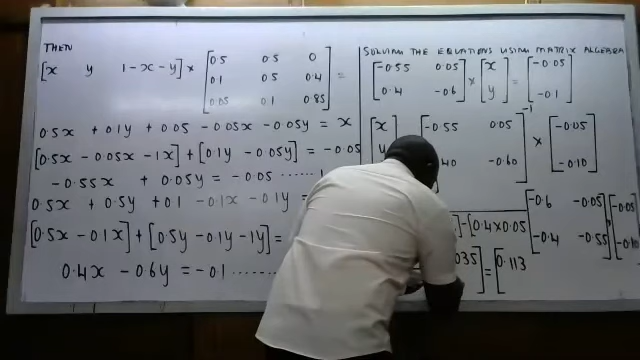 THEN
[x y 1-x-y] × [0.5 0.5 0
0.1 0.5 0.4
0.05 0.1 0.85] =
0.5x + 0.1y + 0.05 - 0.05x - 0.05y = x
[0.5x - 0.05x - 1x] + [0.1y - 0.05y] = -0.05
-0.55x + 0.05y = -0.05 ......
0.5x + 0.5y + 0.1 - 0.1x - 0.1y =
[0.5x - 0.1x] + [0.5y - 0.1y - 1y] =
0.4x - 0.6y = -0.1 ......
SOLVING THE EQUATIONS USING MATRIX ALGEBRA
[-0.55 0.05
0.4 -0.6] × [x
y] = [-0.05
-0.1]
[x
y] [-0.55 0.05
40 -0.60]⁻¹ × [-0.05
-0.10]
] - [0.4×0.05 [-0.6 -0.05
-0.4 -0.55] [-0.05
-0.10]
035] = [0.113